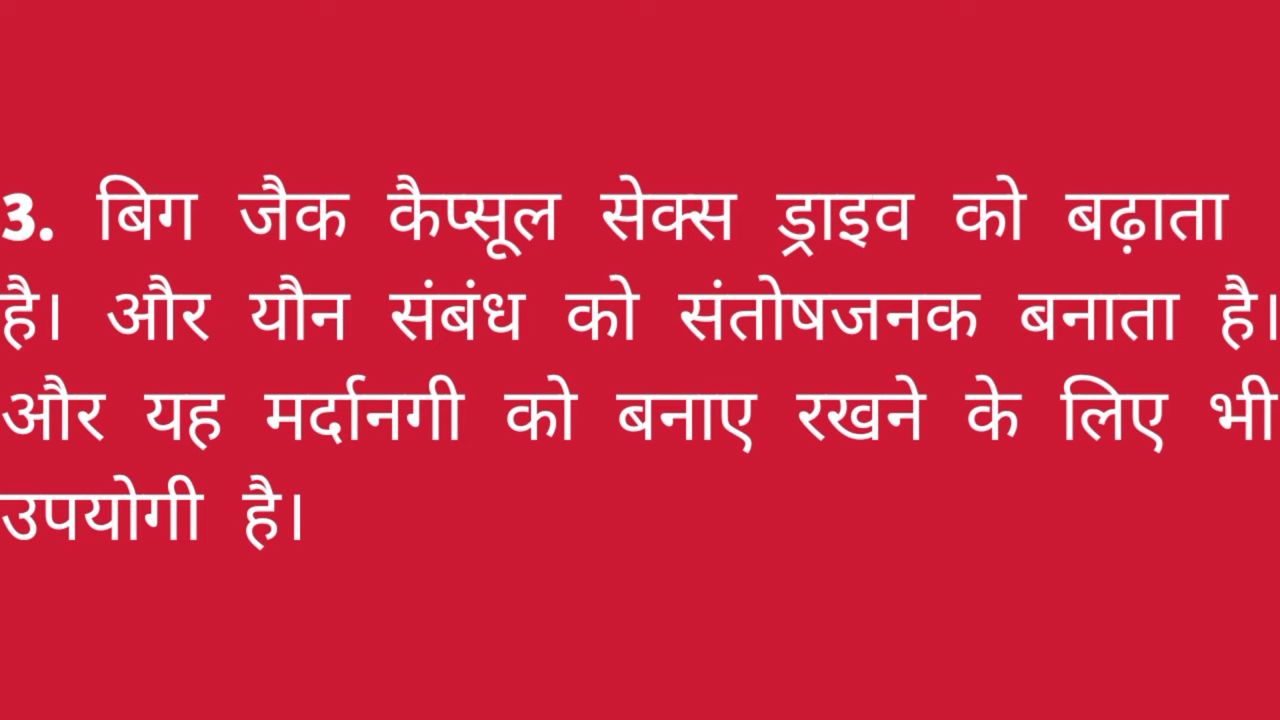 3. बिग जैक कैप्सूल सेक्स ड्राइव को बढ़ाता
है। और यौन संबंध को संतोषजनक बनाता है।
और यह मर्दानगी को बनाए रखने के लिए भी
उपयोगी है।